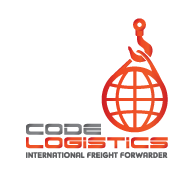 CODE
LOGISTICS
INTERNATIONAL FREIGHT FORWARDER